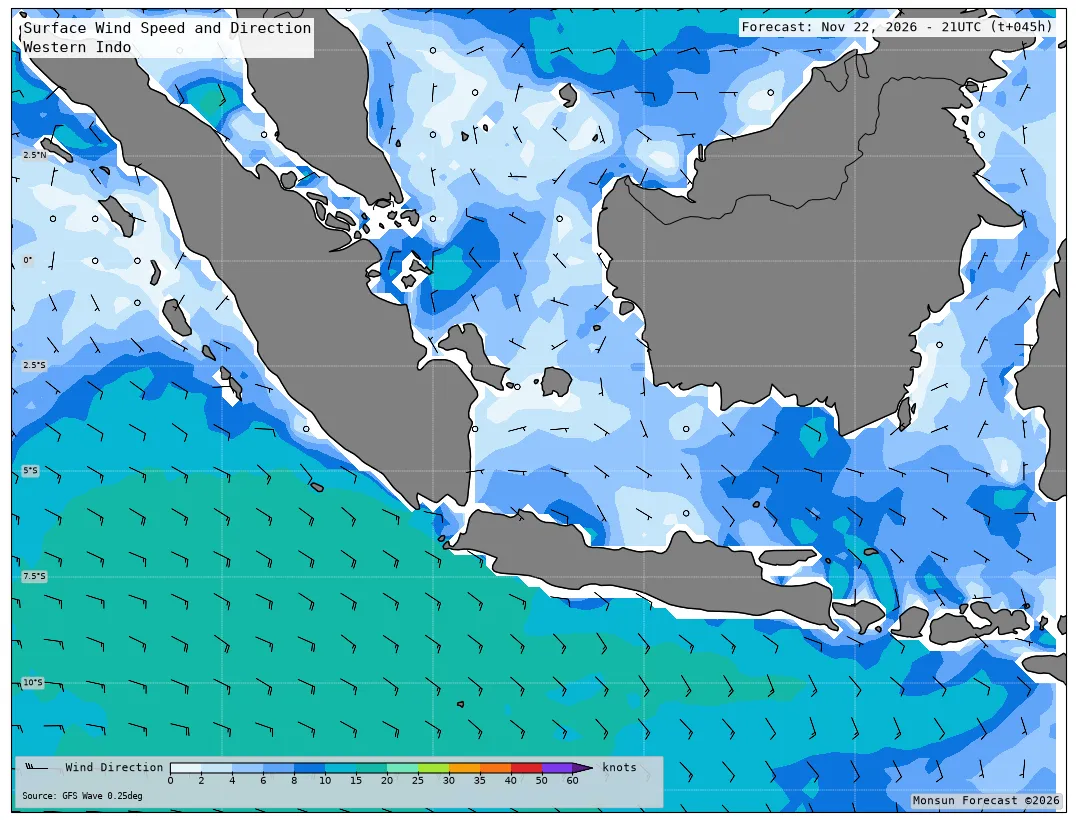 Surface Wind Speed and Direction
Western Indo
Forecast: Nov 22, 2026 - 21UTC (t+045h)
2.5°N
0°
2.5°S
5°S
7.5°S
10°S
Wind Direction
0 2 4 6 8 10 15 20 25 30 35 40 50 60
knots
Source: GFS Wave 0.25deg
Monsun Forecast ©2026